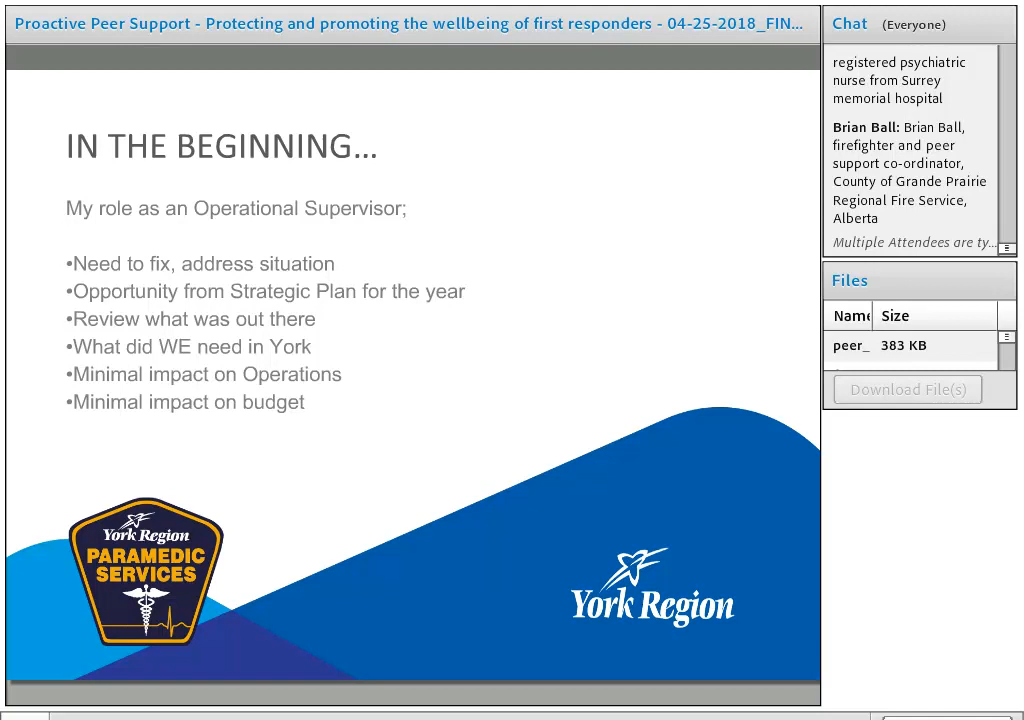 Proactive Peer Support - Protecting and promoting the wellbeing of first responders - 04-25-2018_FIN...
IN THE BEGINNING...
My role as an Operational Supervisor;
•Need to fix, address situation
•Opportunity from Strategic Plan for the year
•Review what was out there
•What did WE need in York
•Minimal impact on Operations
•Minimal impact on budget
York Region
PARAMEDIC
SERVICES
York Region
Chat (Everyone)
registered psychiatric
nurse from Surrey
memorial hospital
Brian Ball: Brian Ball,
firefighter and peer
support co-ordinator,
County of Grande Prairie
Regional Fire Service,
Alberta
Multiple Attendees are ty...
Files
Name Size
peer_ 383 KB
Download File(s)